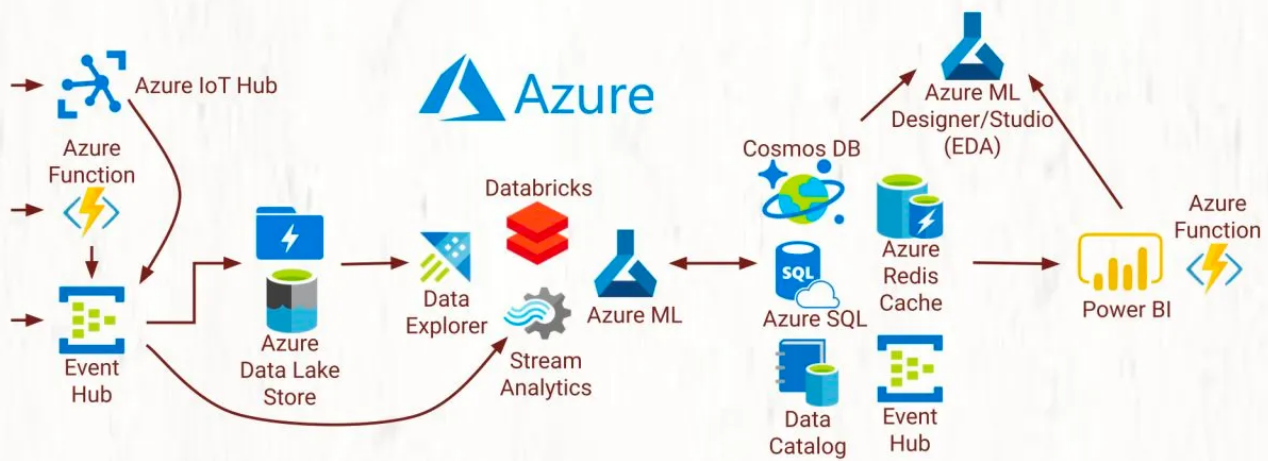 Azure IoT Hub
Azure
Function
Event
Hub
Azure
Azure
Data Lake
Store
Data
Explorer
Databricks
Stream
Analytics
Azure ML
Cosmos DB
SQL
Azure SQL
Data
Catalog
Azure
Redis
Cache
Event
Hub
Azure ML
Designer/Studio
(EDA)
Power BI
Azure
Function